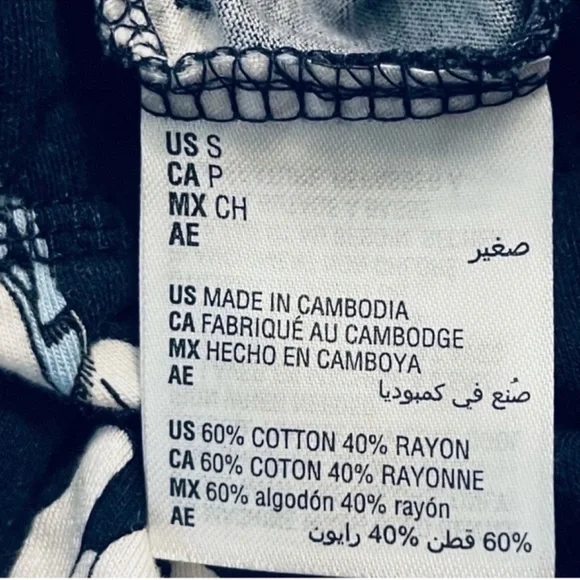 US S
CA P
MX CH
AE صغير
US MADE IN CAMBODIA
CA FABRIQUÉ AU CAMBODGE
MX HECHO EN CAMBOYA
AE صُنع في كمبوديا
US 60% COTTON 40% RAYON
CA 60% COTON 40% RAYONNE
MX 60% algodón 40% rayón
AE 60% قطن 40% رايون